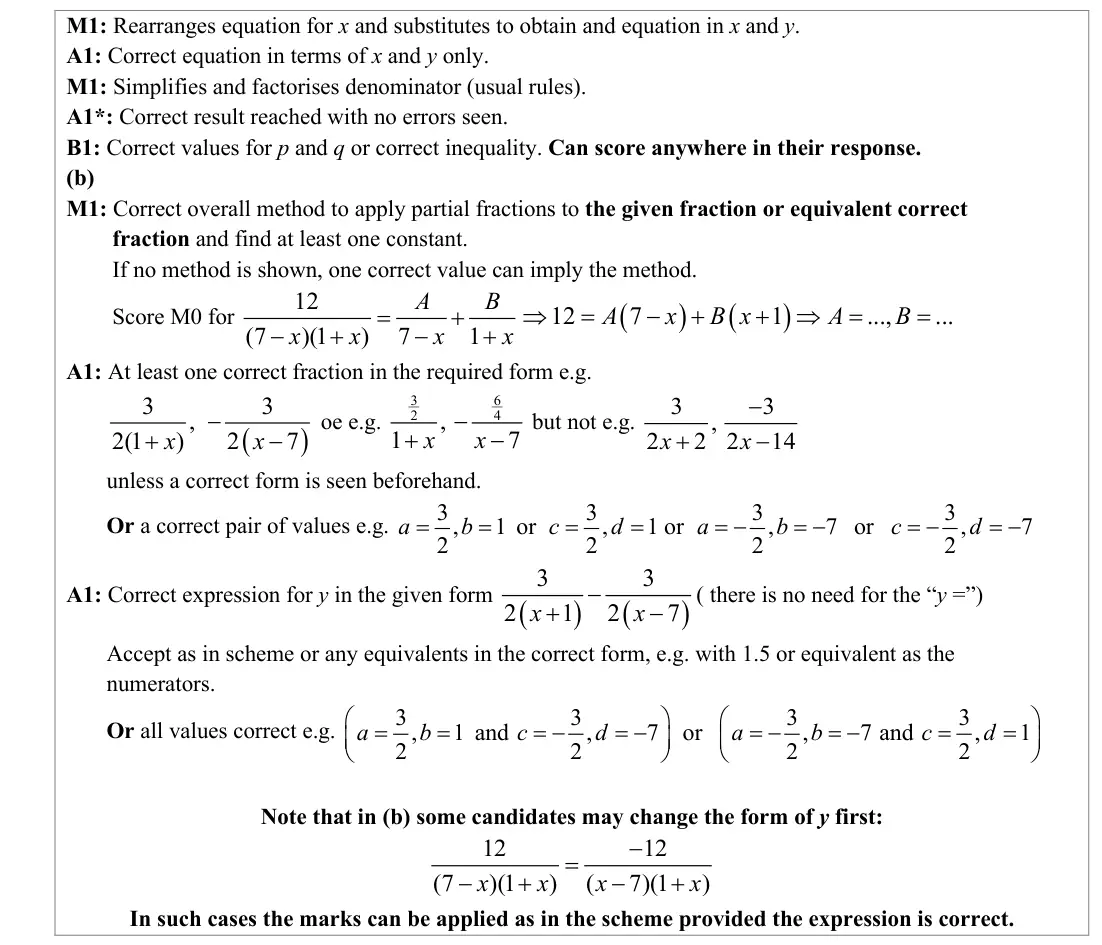 M1: Rearranges equation for x and substitutes to obtain and equation in x and y.
A1: Correct equation in terms of x and y only.
M1: Simplifies and factorises denominator (usual rules).
A1*: Correct result reached with no errors seen.
B1: Correct values for p and q or correct inequality. Can score anywhere in their response.
(b)
M1: Correct overall method to apply partial fractions to the given fraction or equivalent correct
fraction and find at least one constant.
If no method is shown, one correct value can imply the method.
Score M0 for 12/((7 − x)(1 + x)) = A/(7 − x) + B/(1 + x) ⇒ 12 = A(7 − x) + B(x + 1) ⇒ A = ..., B = ...
A1: At least one correct fraction in the required form e.g.
3/(2(1 + x)), − 3/(2(x − 7)) oe e.g. (3/2)/(1 + x), − (6/4)/(x − 7) but not e.g. 3/(2x + 2), −3/(2x − 14)
unless a correct form is seen beforehand.
Or a correct pair of values e.g. a = 3/2, b = 1 or c = 3/2, d = 1 or a = −3/2, b = −7 or c = −3/2, d = −7
A1: Correct expression for y in the given form 3/(2(x + 1)) − 3/(2(x − 7)) ( there is no need for the “y =”)
Accept as in scheme or any equivalents in the correct form, e.g. with 1.5 or equivalent as the
numerators.
Or all values correct e.g. (a = 3/2, b = 1 and c = −3/2, d = −7) or (a = −3/2, b = −7 and c = 3/2, d = 1)
Note that in (b) some candidates may change the form of y first:
12/((7 − x)(1 + x)) = −12/((x − 7)(1 + x))
In such cases the marks can be applied as in the scheme provided the expression is correct.